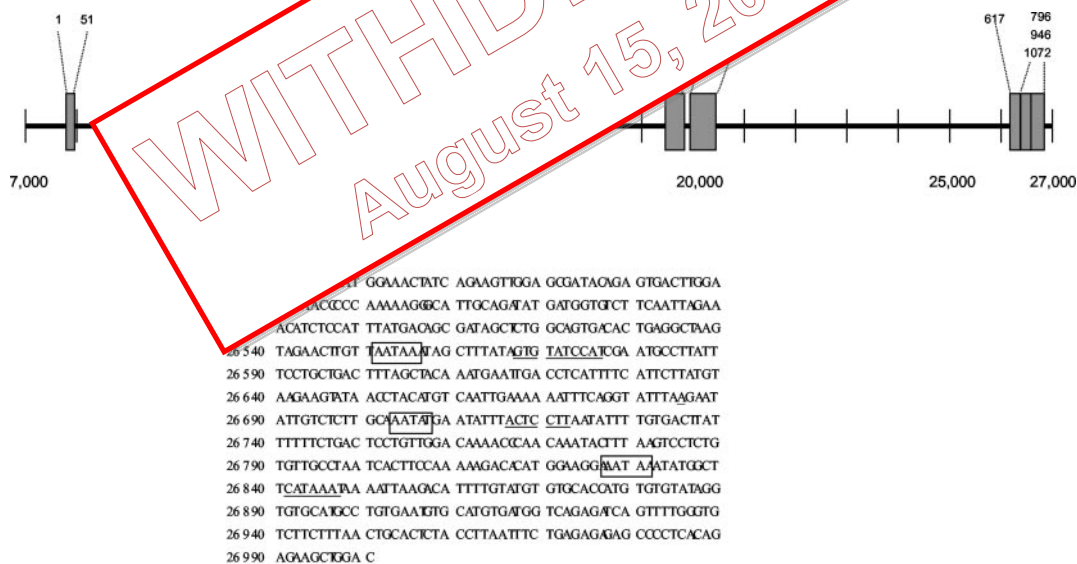 1 51
617 796
946
1072
7,000 20,000 25,000 27,000
WITHD
August 15, 20
GGAAACTATC AGAAGTTGGA GCGATACAGA GTGACTTGGA
AAAAAGGGCA TTGCAGATAT GATGGTGTCT TCAATTAGAA
ACATCTCCAT TTATGACAGC GATAGCTCTG GCAGTGACAC TGAGGCTAAG
26540 TAGAACTTGT TAATAAATAG CTTTATAGTG TATCCATCGA ATGCCTTATT
26590 TCCTGCTGAC TTTAGCTACA AATGAATTGA CCTCATTTTC ATTCTTATGT
26640 AAGAAGTATA ACCTACATGT CAATTGAAAA AATTTCAGGT ATTTAAGAAT
26690 ATTGTCTCTT GCAAATATGA ATATTTACTC CTTAATATTT TGTGACTTAT
26740 TTTTTCTGAC TCCTGTTGGA CAAAACCAA CAAATACTTT AAGTCCTCTG
26790 TGTTGCCTAA TCACTTCCAA AAAGACACAT GGAAGGAAAT AAATATGGCT
26840 TCATAAATAA AATTAAGACA TTTTGTATGT GTGCACCATG TGTGTATAGG
26890 TGTGCATGCC TGTGAATGTG CATGTGATGG TCAGAGATCA GTTTTGGGTG
26940 TCTTCTTTAA CTGCACTCTA CCTTAATTTC TGAGAGAGAG CCCCTCACAG
26990 AGAAGCTGGA C